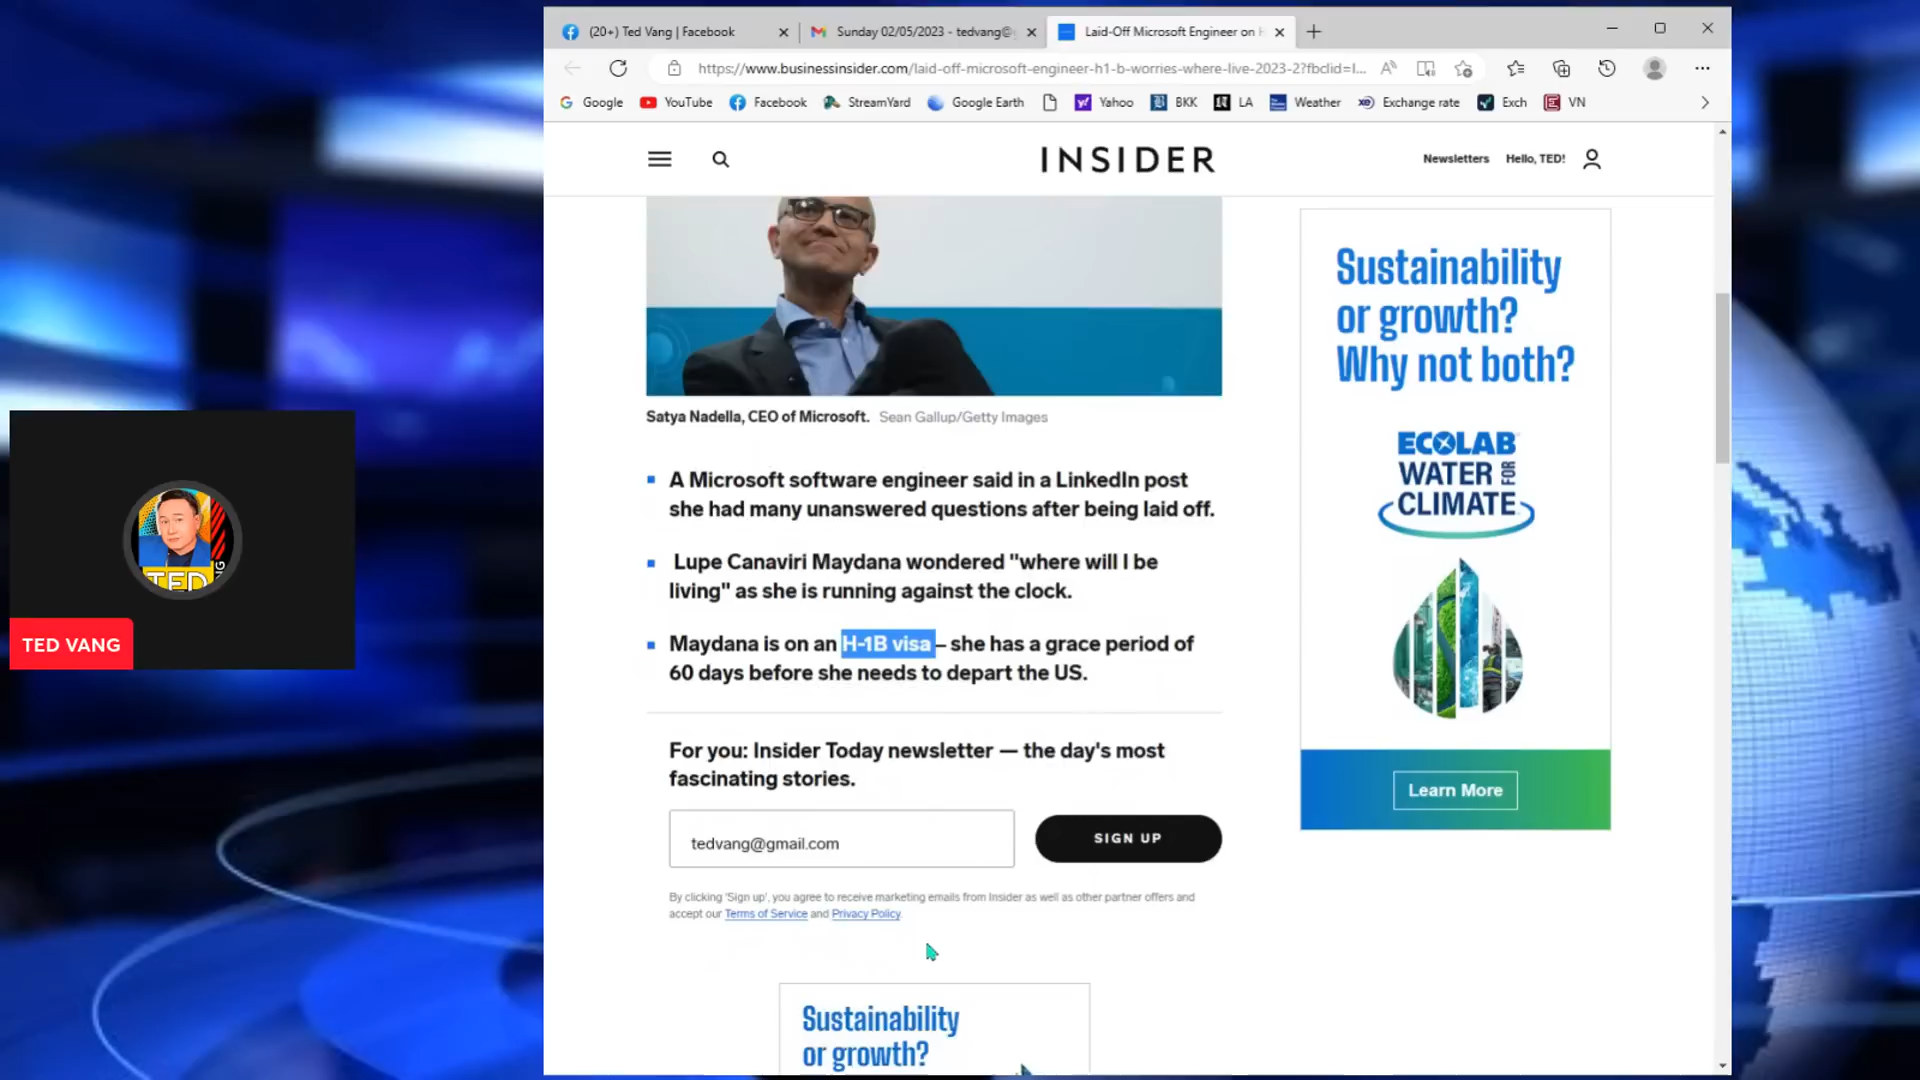 (20+) Ted Vang | Facebook
Sunday 02/05/2023 - tedvang@
Laid-Off Microsoft Engineer on
https://www.businessinsider.com/laid-off-microsoft-engineer-h1-b-worries-where-live-2023-2?fbclid=I...
Google YouTube Facebook StreamYard Google Earth Yahoo BKK LA Weather Exchange rate Exch VN
INSIDER
Newsletters Hello, TED!
Satya Nadella, CEO of Microsoft. Sean Gallup/Getty Images
A Microsoft software engineer said in a LinkedIn post
she had many unanswered questions after being laid off.
Lupe Canaviri Maydana wondered "where will I be
living" as she is running against the clock.
Maydana is on an H-1B visa – she has a grace period of
60 days before she needs to depart the US.
For you: Insider Today newsletter — the day's most
fascinating stories.
tedvang@gmail.com
SIGN UP
By clicking 'Sign up', you agree to receive marketing emails from Insider as well as other partner offers and
accept our Terms of Service and Privacy Policy.
Sustainability
or growth?
Sustainability
or growth?
Why not both?
ECOLAB
WATER FOR
CLIMATE
Learn More
TED
TED VANG